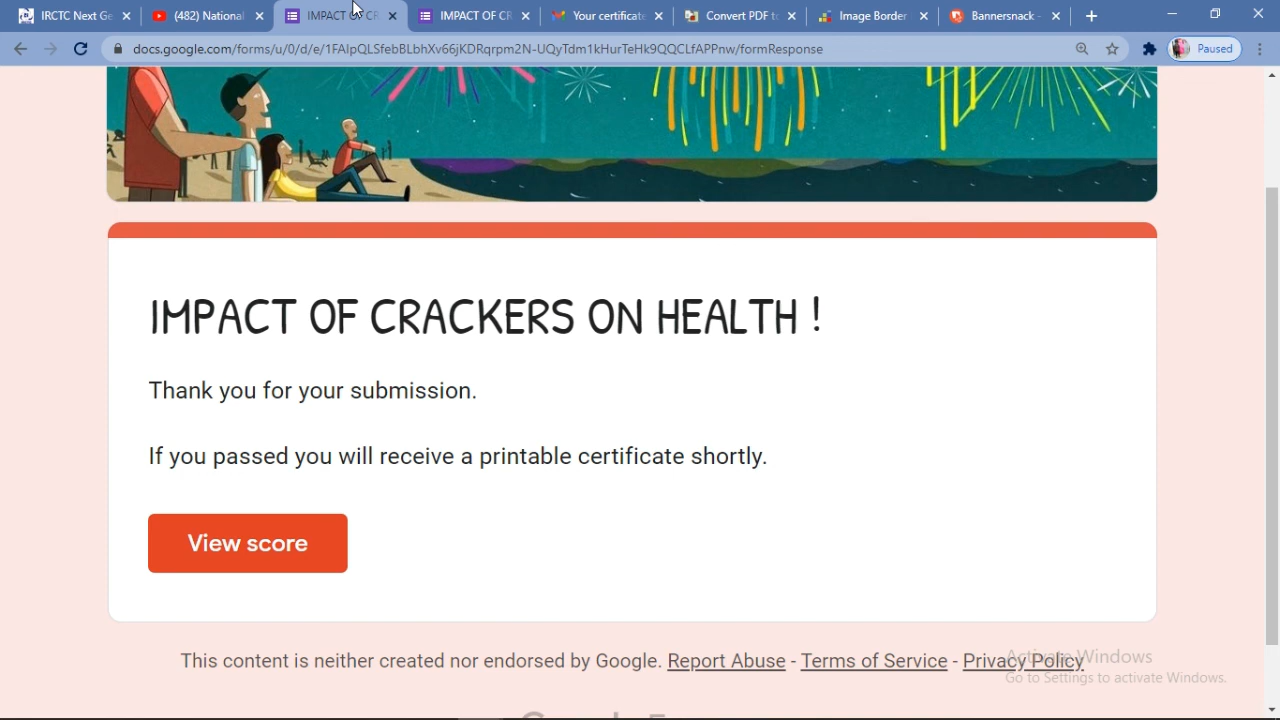 IRCTC Next Ge
(482) National
IMPACT OF CR
IMPACT OF CR
Your certificate
Convert PDF to
Image Border
Bannersnack -
docs.google.com/forms/u/0/d/e/1FAIpQLSfebBLbhXv66jKDRqrpm2N-UQyTdm1kHurTeHk9QQCLfAPPnw/formResponse
Paused
IMPACT OF CRACKERS ON HEALTH !
Thank you for your submission.
If you passed you will receive a printable certificate shortly.
View score
This content is neither created nor endorsed by Google. Report Abuse - Terms of Service - Privacy Policy
Activate Windows
Go to Settings to activate Windows.